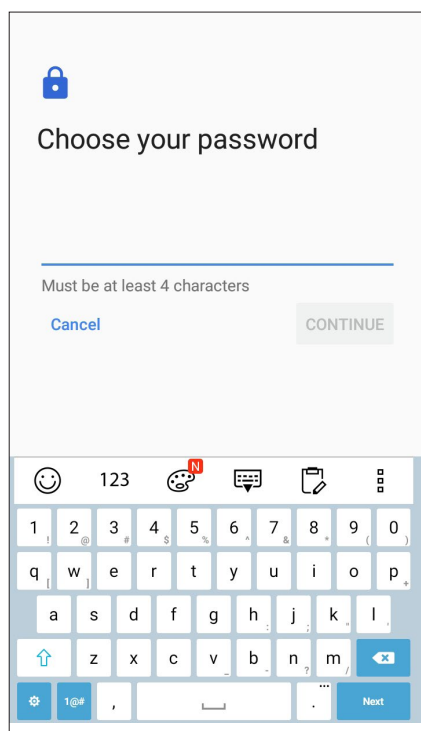 Choose your password
Must be at least 4 characters
Cancel CONTINUE
123 N
1 ! 2 @ 3 # 4 $ 5 % 6 ^ 7 & 8 * 9 ( 0 )
q [ w ] e r t y u i o p +
a s d f g h : j ; k " l '
z x c v _ b - n ? m /
1@# , . ... Next